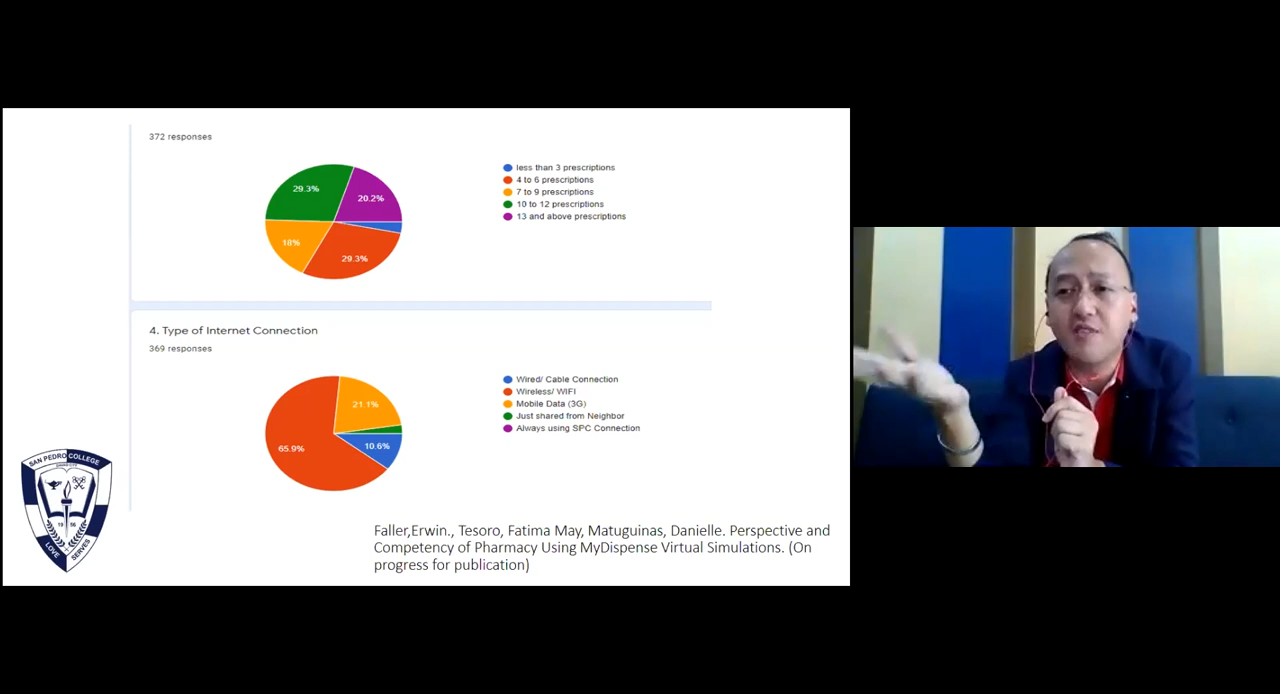 372 responses
29.3%
20.2%
18%
29.3%
less than 3 prescriptions
4 to 6 prescriptions
7 to 9 prescriptions
10 to 12 prescriptions
13 and above prescriptions
4. Type of Internet Connection
369 responses
21.1%
65.9%
10.6%
Wired/ Cable Connection
Wireless/ WIFI
Mobile Data (3G)
Just shared from Neighbor
Always using SPC Connection
SAN PEDRO COLLEGE
19 56
LOVE SERVES
Faller,Erwin., Tesoro, Fatima May, Matuguinas, Danielle. Perspective and
Competency of Pharmacy Using MyDispense Virtual Simulations. (On
progress for publication)